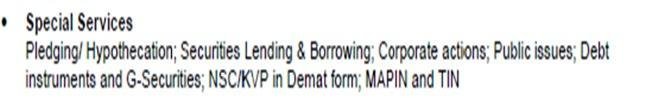 • Special Services
Pledging/ Hypothecation; Securities Lending & Borrowing; Corporate actions; Public issues; Debt
instruments and G-Securities; NSC/KVP in Demat form; MAPIN and TIN